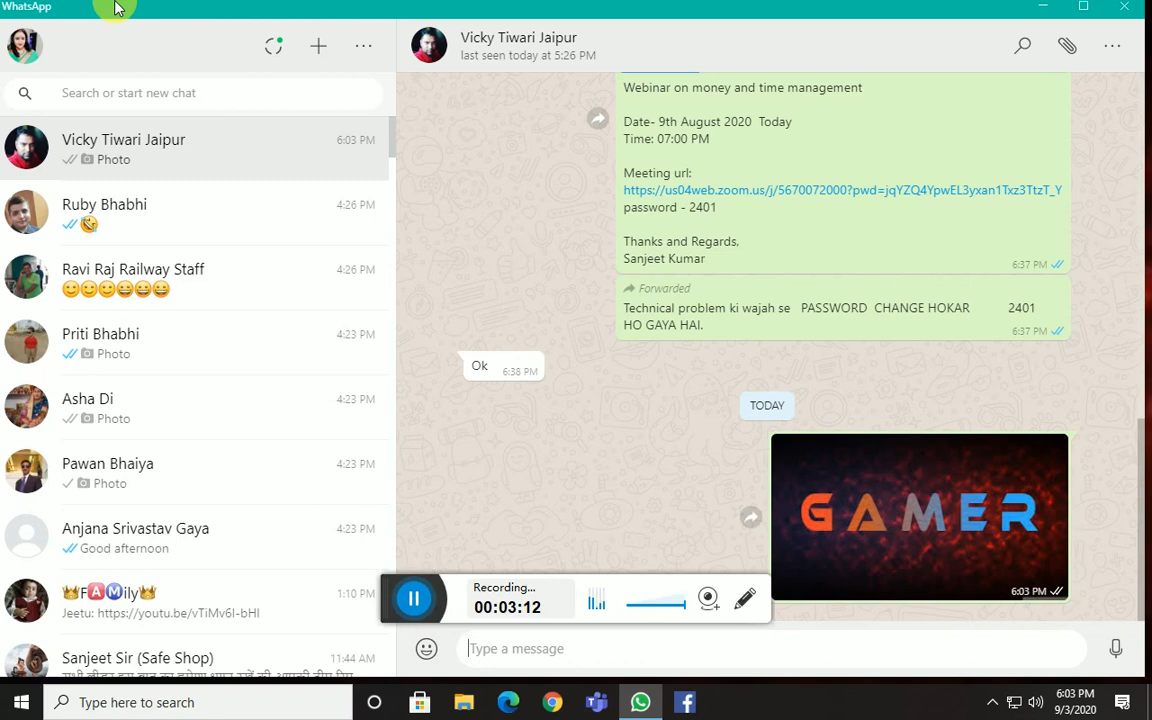 WhatsApp
Vicky Tiwari Jaipur
last seen today at 5:26 PM
Search or start new chat
Vicky Tiwari Jaipur 6:03 PM
Photo
Ruby Bhabhi 4:26 PM
🤣
Ravi Raj Railway Staff 4:26 PM
😊😊😊😀😀😀
Priti Bhabhi 4:23 PM
Photo
Asha Di 4:23 PM
Photo
Pawan Bhaiya 4:23 PM
Photo
Anjana Srivastav Gaya 4:23 PM
Good afternoon
👑F🅰Ⓜily👑 1:10 PM
Jeetu: https://youtu.be/vTiMv6I-bHI
Sanjeet Sir (Safe Shop) 11:44 AM
Webinar on money and time management
Date- 9th August 2020 Today
Time: 07:00 PM
Meeting url:
https://us04web.zoom.us/j/5670072000?pwd=jqYZQ4YpwEL3yxan1Txz3TtzT_Y
password - 2401
Thanks and Regards,
Sanjeet Kumar
6:37 PM
Forwarded
Technical problem ki wajah se PASSWORD CHANGE HOKAR 2401
HO GAYA HAI.
6:37 PM
Ok 6:38 PM
TODAY
GAMER
6:03 PM
Recording...
00:03:12
Type a message
Type here to search
6:03 PM
9/3/2020